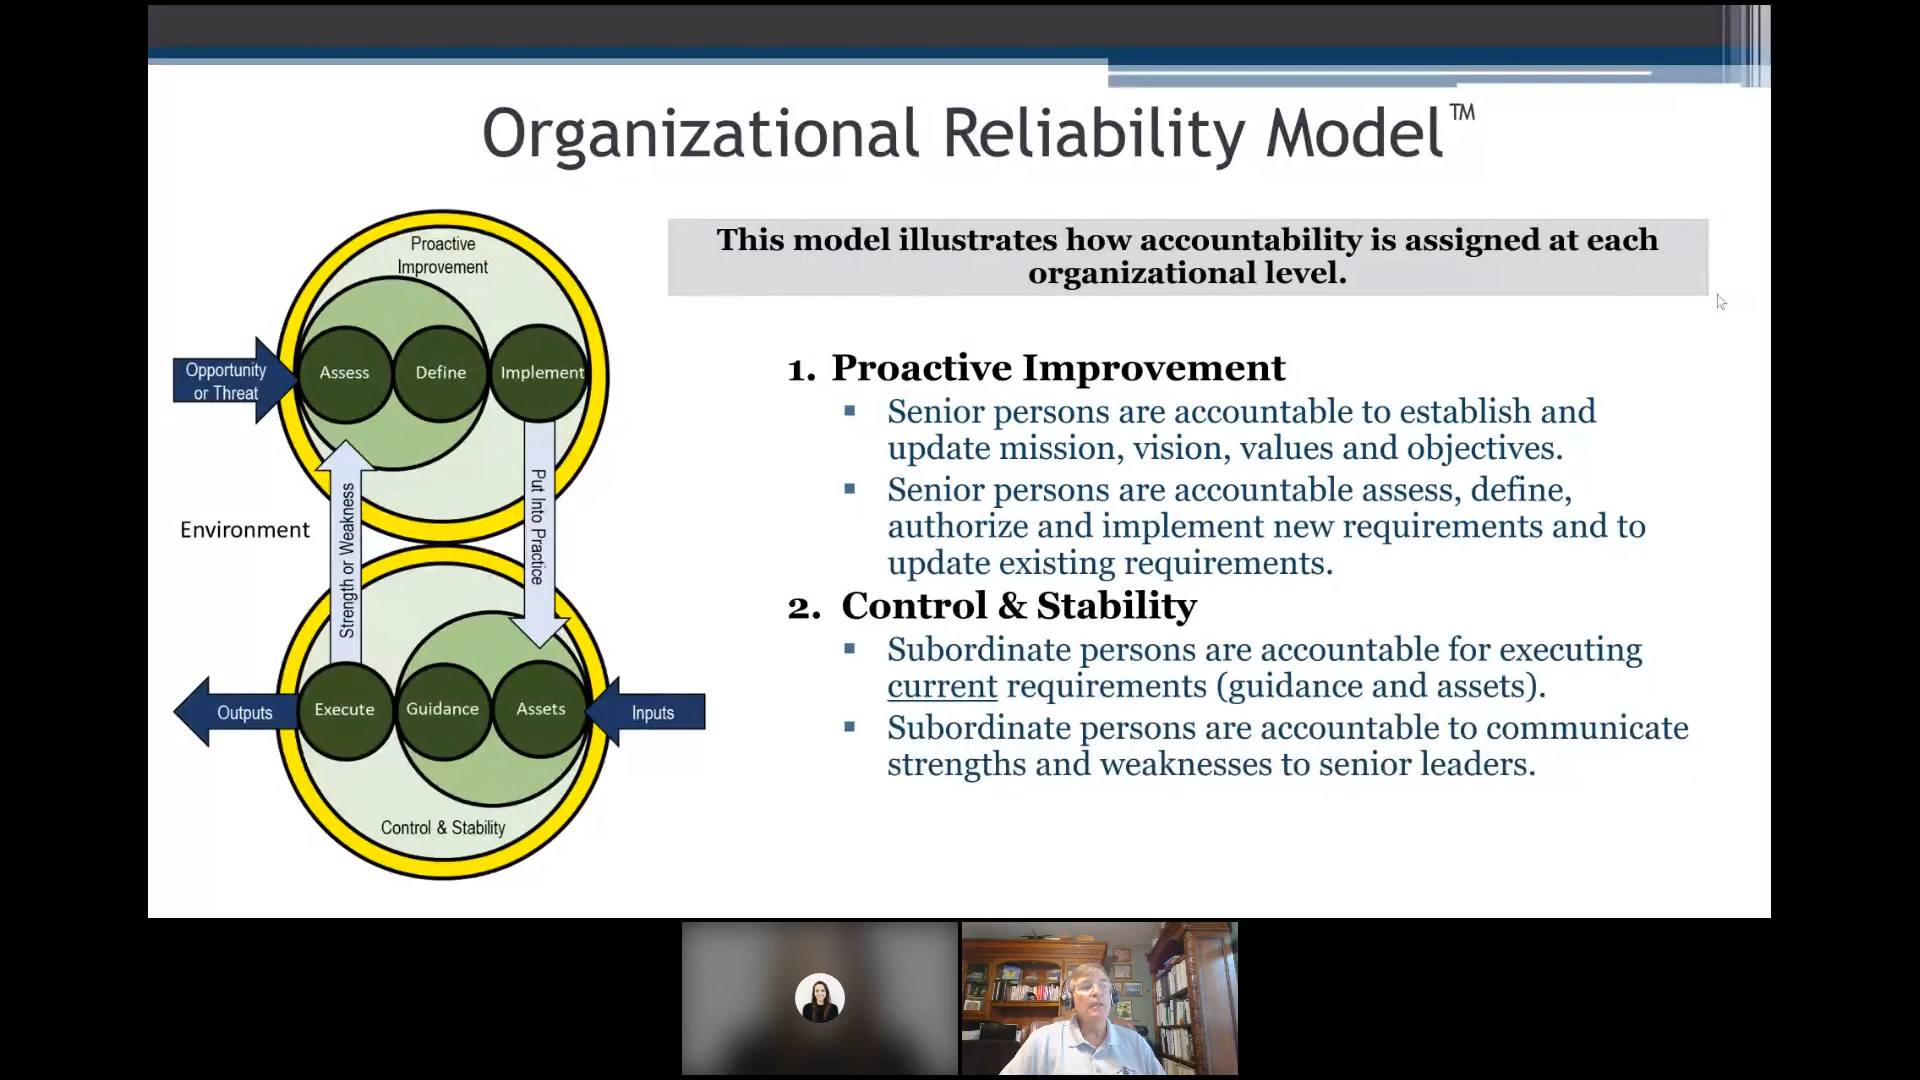 Organizational Reliability Model™
This model illustrates how accountability is assigned at each
organizational level.
Proactive
Improvement
Assess
Define
Implement
Opportunity
or Threat
Strength or Weakness
Put Into Practice
Environment
Execute
Guidance
Assets
Outputs
Inputs
Control & Stability
1. Proactive Improvement
▪ Senior persons are accountable to establish and
update mission, vision, values and objectives.
▪ Senior persons are accountable assess, define,
authorize and implement new requirements and to
update existing requirements.
2. Control & Stability
▪ Subordinate persons are accountable for executing
current requirements (guidance and assets).
▪ Subordinate persons are accountable to communicate
strengths and weaknesses to senior leaders.